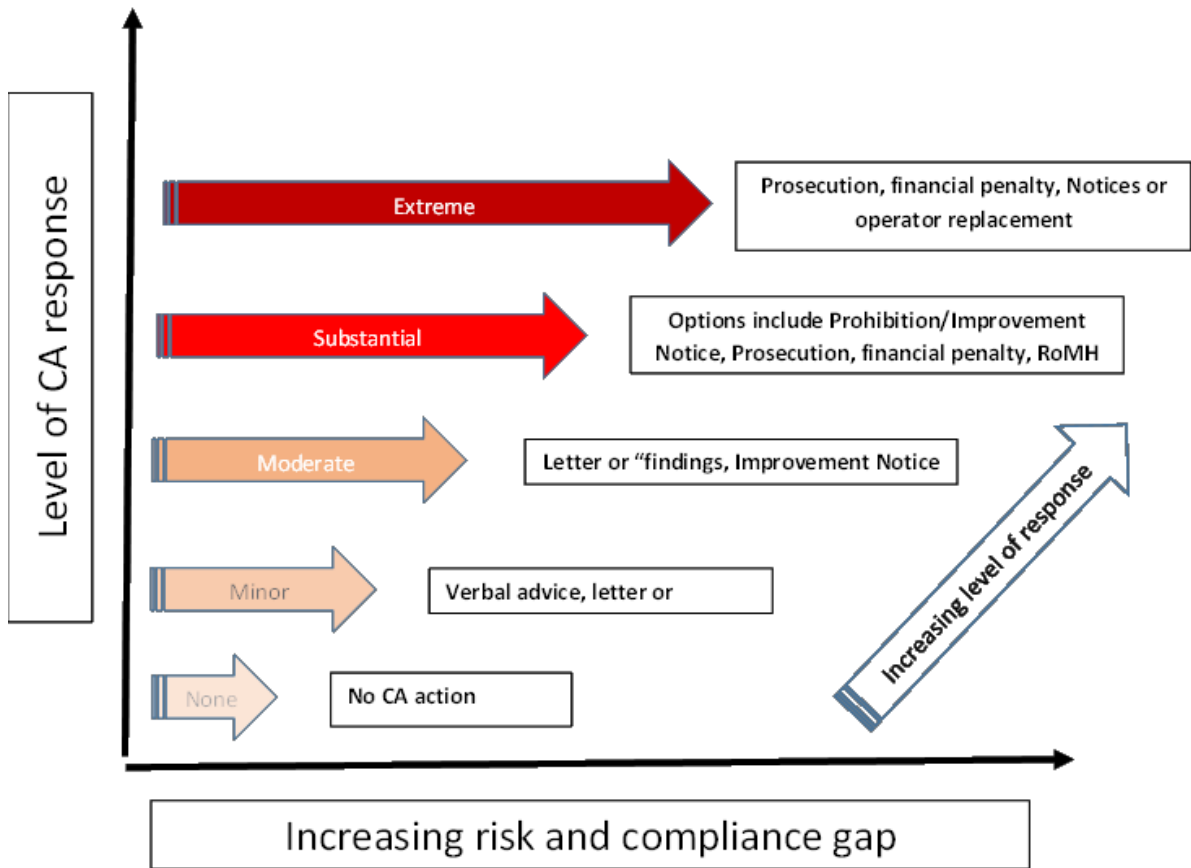 Level of CA response
Extreme
Prosecution, financial penalty, Notices or
operator replacement
Substantial
Options include Prohibition/Improvement
Notice, Prosecution, financial penalty, RoMH
Moderate
Letter or “findings, Improvement Notice
Minor
Verbal advice, letter or
None
No CA action
Increasing level of response
Increasing risk and compliance gap